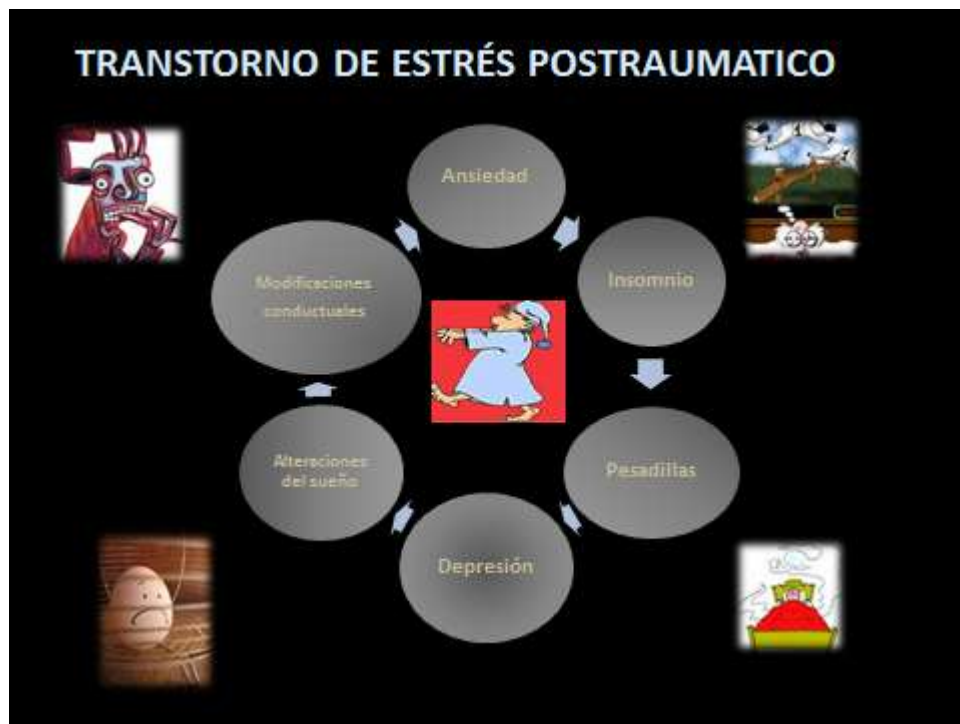 TRANSTORNO DE ESTRÉS POSTRAUMATICO
Ansiedad
Insomnio
Pesadillas
Depresión
Alteraciones
del sueño
Modificaciones
conductuales